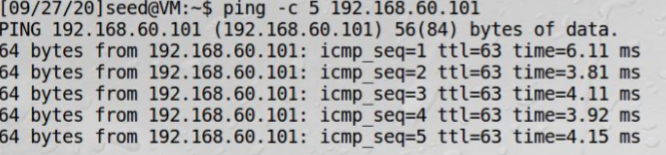 [09/27/20]seed@VM:~$ ping -c 5 192.168.60.101
PING 192.168.60.101 (192.168.60.101) 56(84) bytes of data.
64 bytes from 192.168.60.101: icmp_seq=1 ttl=63 time=6.11 ms
64 bytes from 192.168.60.101: icmp_seq=2 ttl=63 time=3.81 ms
64 bytes from 192.168.60.101: icmp_seq=3 ttl=63 time=4.11 ms
64 bytes from 192.168.60.101: icmp_seq=4 ttl=63 time=3.92 ms
64 bytes from 192.168.60.101: icmp_seq=5 ttl=63 time=4.15 ms